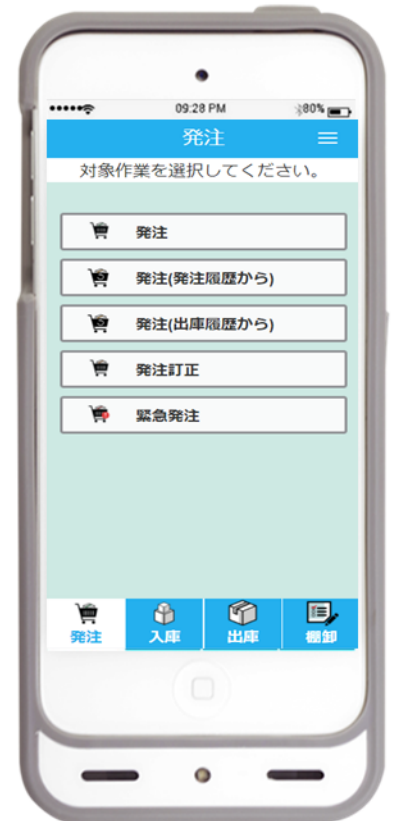 09:28 PM
80%
発注
対象作業を選択してください。
発注
発注(発注履歴から)
発注(出庫履歴から)
発注訂正
緊急発注
発注 入庫 出庫 棚卸